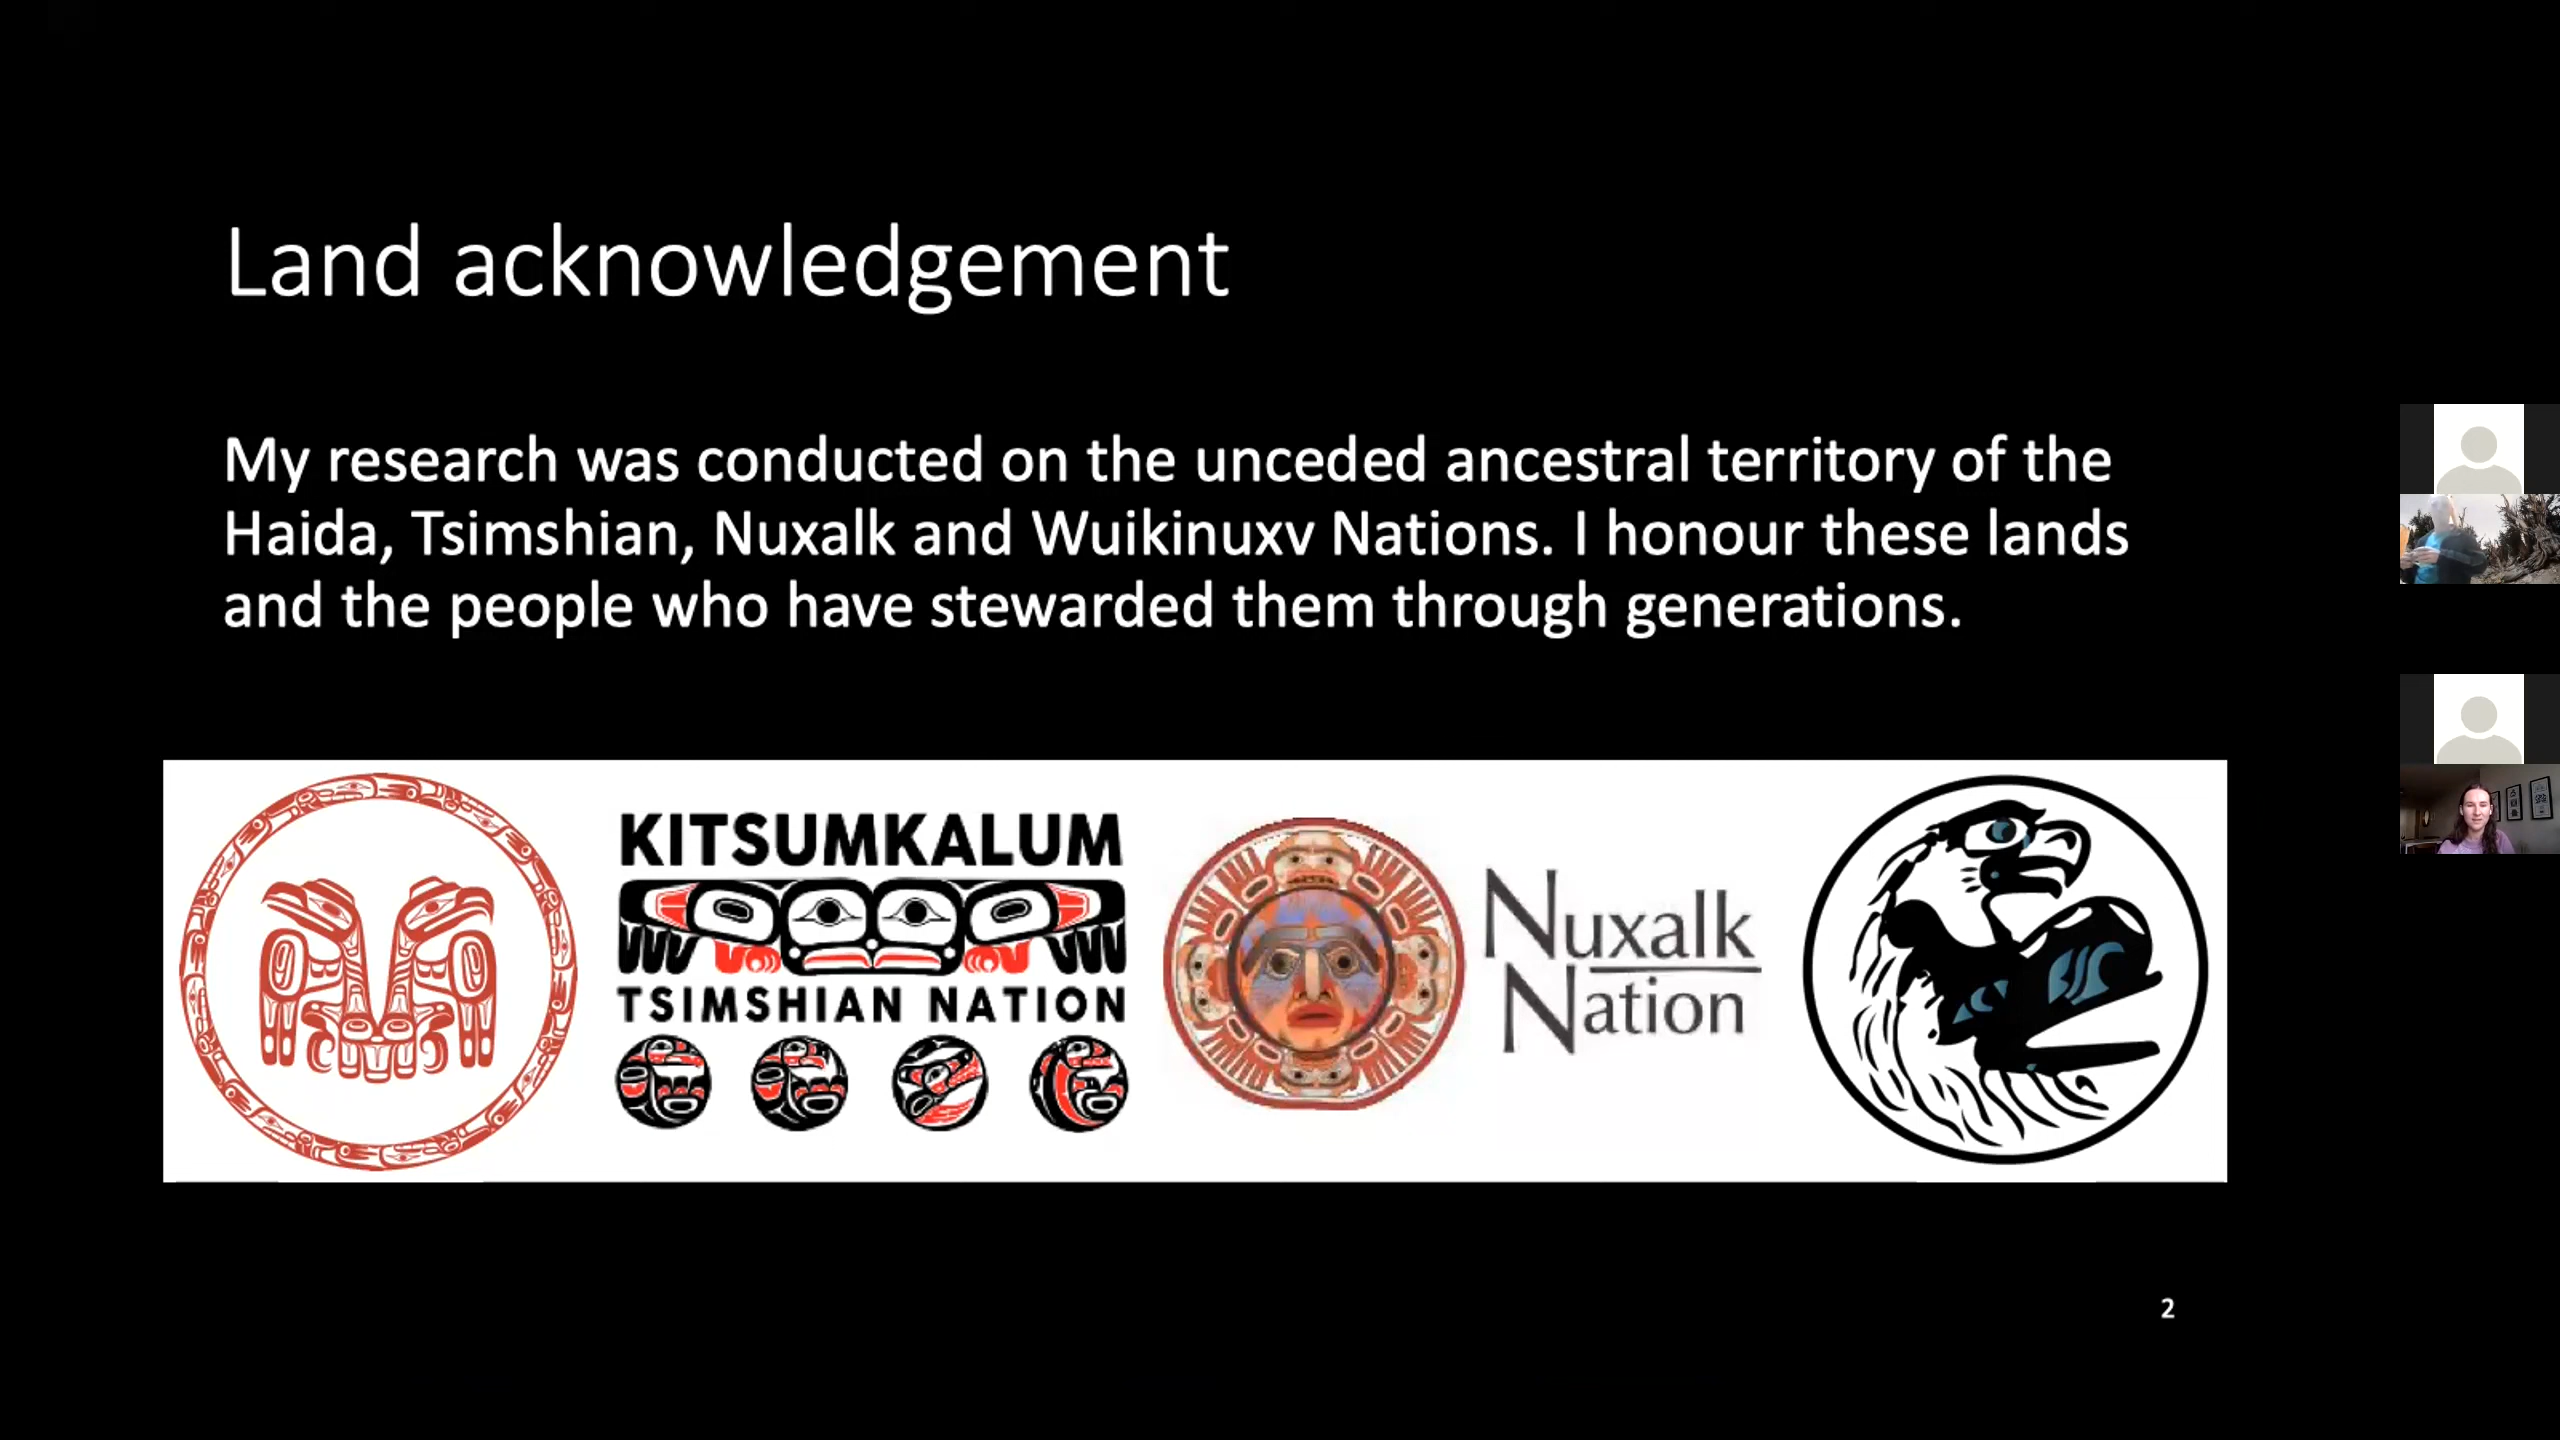 Land acknowledgement
My research was conducted on the unceded ancestral territory of the
Haida, Tsimshian, Nuxalk and Wuikinuxv Nations. I honour these lands
and the people who have stewarded them through generations.
KITSUMKALUM
TSIMSHIAN NATION
Nuxalk
Nation
2